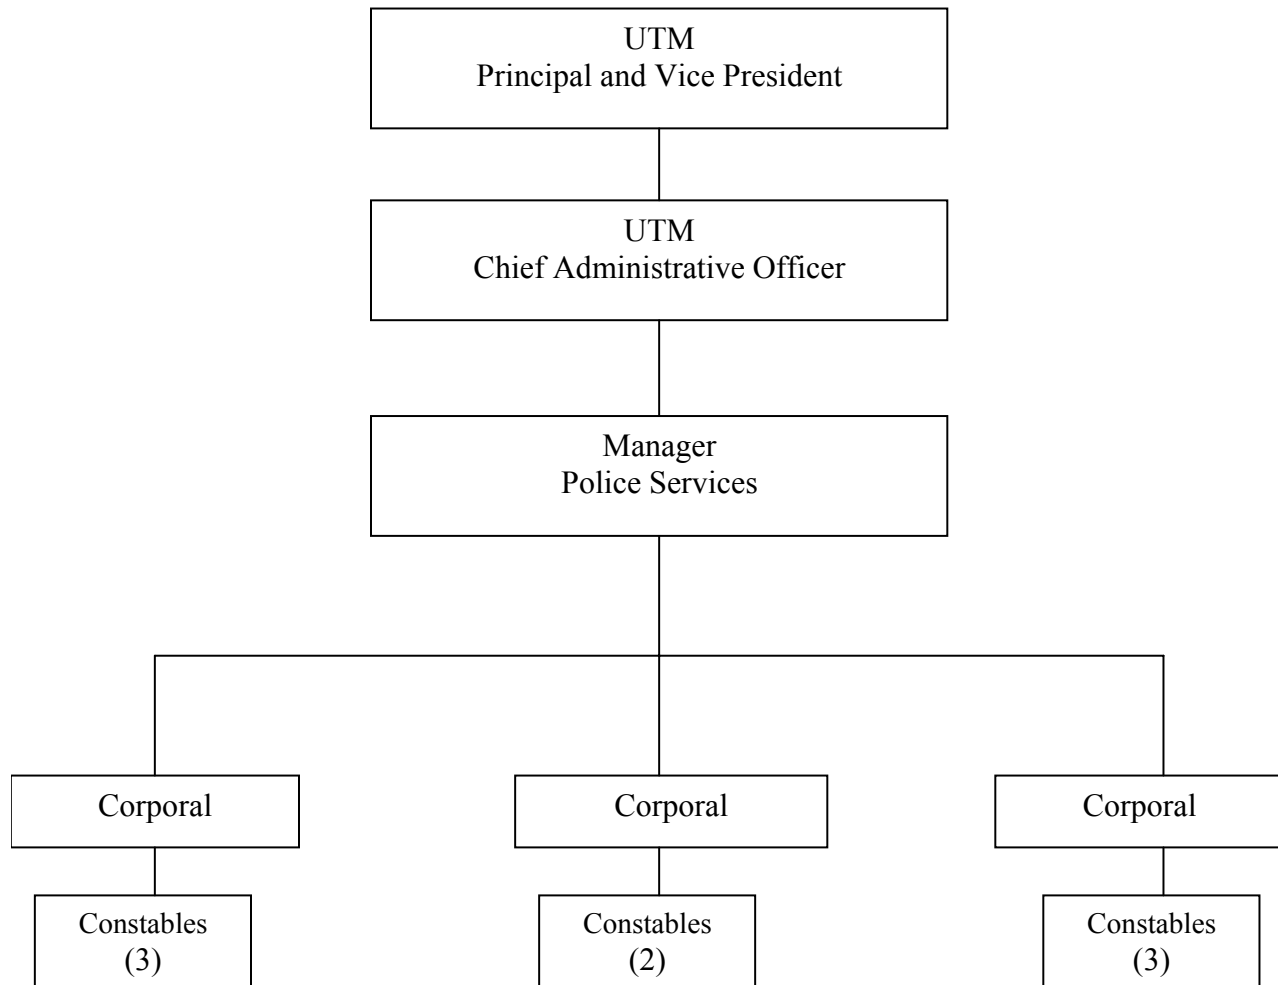 UTM
Principal and Vice President
UTM
Chief Administrative Officer
Manager
Police Services
Corporal
Corporal
Corporal
Constables
(3)
Constables
(2)
Constables
(3)